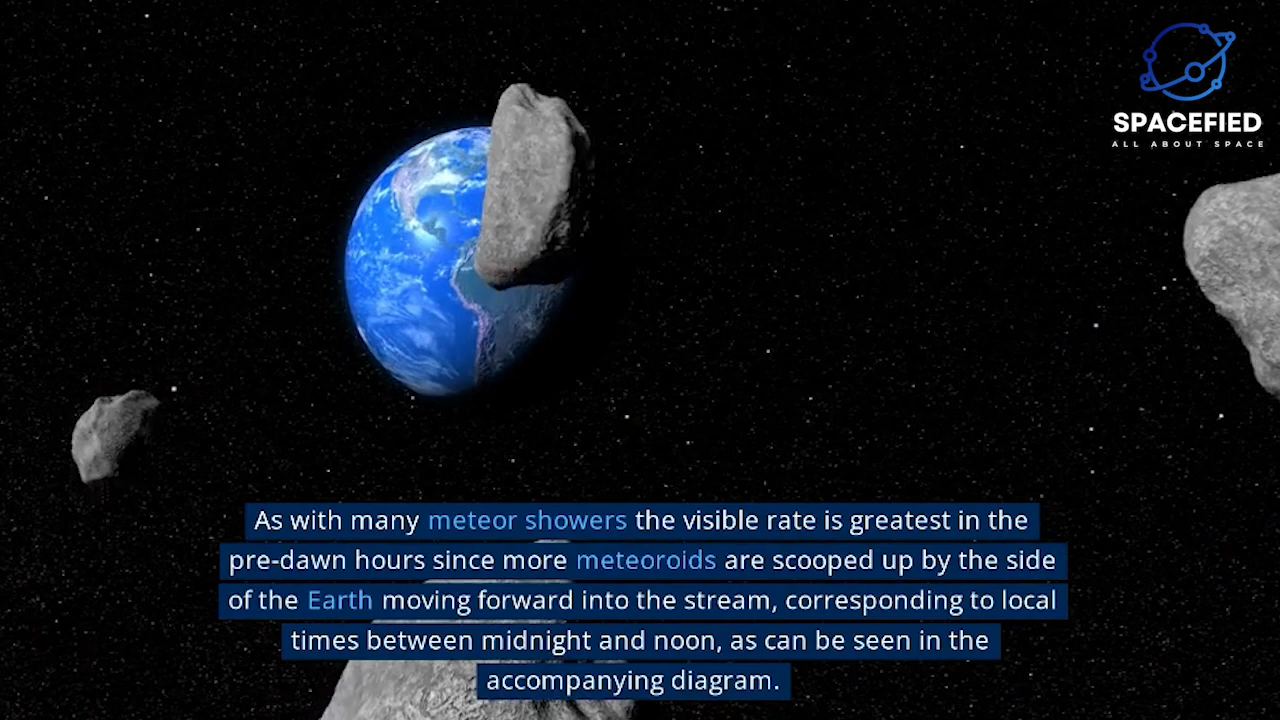 SPACEFIED
ALL ABOUT SPACE
As with many meteor showers the visible rate is greatest in the
pre-dawn hours since more meteoroids are scooped up by the side
of the Earth moving forward into the stream, corresponding to local
times between midnight and noon, as can be seen in the
accompanying diagram.